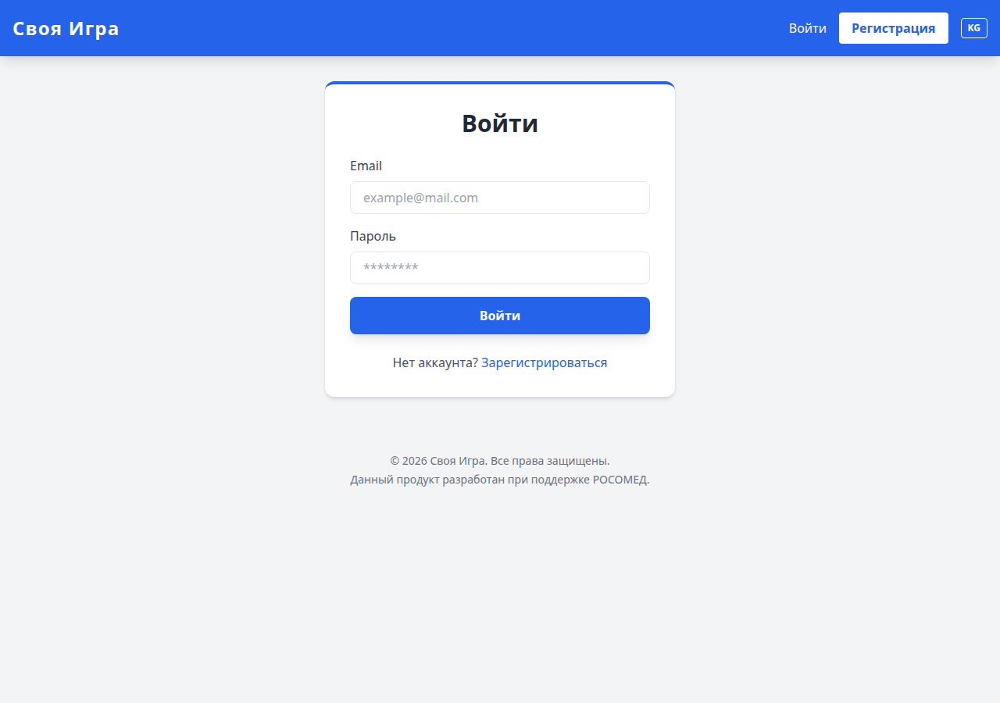 Своя Игра
Войти
Регистрация
KG
Войти
Email
example@mail.com
Пароль
********
Войти
Нет аккаунта? Зарегистрироваться
© 2026 Своя Игра. Все права защищены.
Данный продукт разработан при поддержке РОСОМЕД.